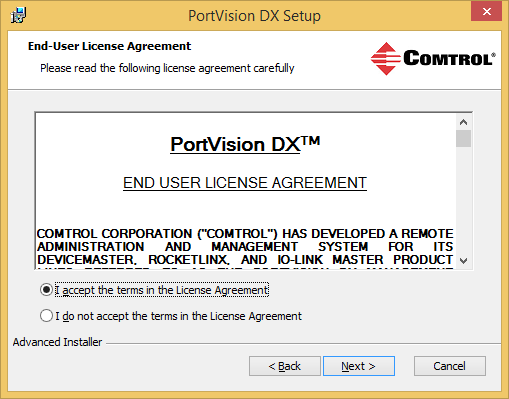 PortVision DX Setup
End-User License Agreement
Please read the following license agreement carefully
COMTROL®
PortVision DX™
END USER LICENSE AGREEMENT
COMTROL CORPORATION ("COMTROL") HAS DEVELOPED A REMOTE
ADMINISTRATION AND MANAGEMENT SYSTEM FOR ITS
DEVICEMASTER, ROCKETLINX, AND IO-LINK MASTER PRODUCT
I accept the terms in the License Agreement
I do not accept the terms in the License Agreement
Advanced Installer
< Back
Next >
Cancel